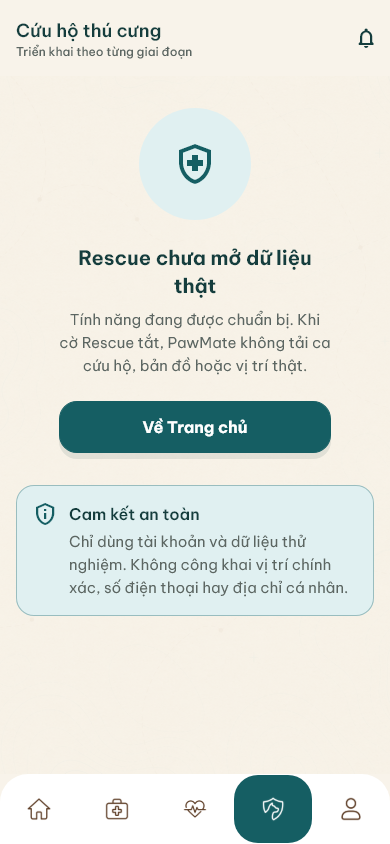 Cứu hộ thú cưng
Triển khai theo từng giai đoạn
Rescue chưa mở dữ liệu
thật
Tính năng đang được chuẩn bị. Khi
cờ Rescue tắt, PawMate không tải ca
cứu hộ, bản đồ hoặc vị trí thật.
Về Trang chủ
Cam kết an toàn
Chỉ dùng tài khoản và dữ liệu thử
nghiệm. Không công khai vị trí chính
xác, số điện thoại hay địa chỉ cá nhân.